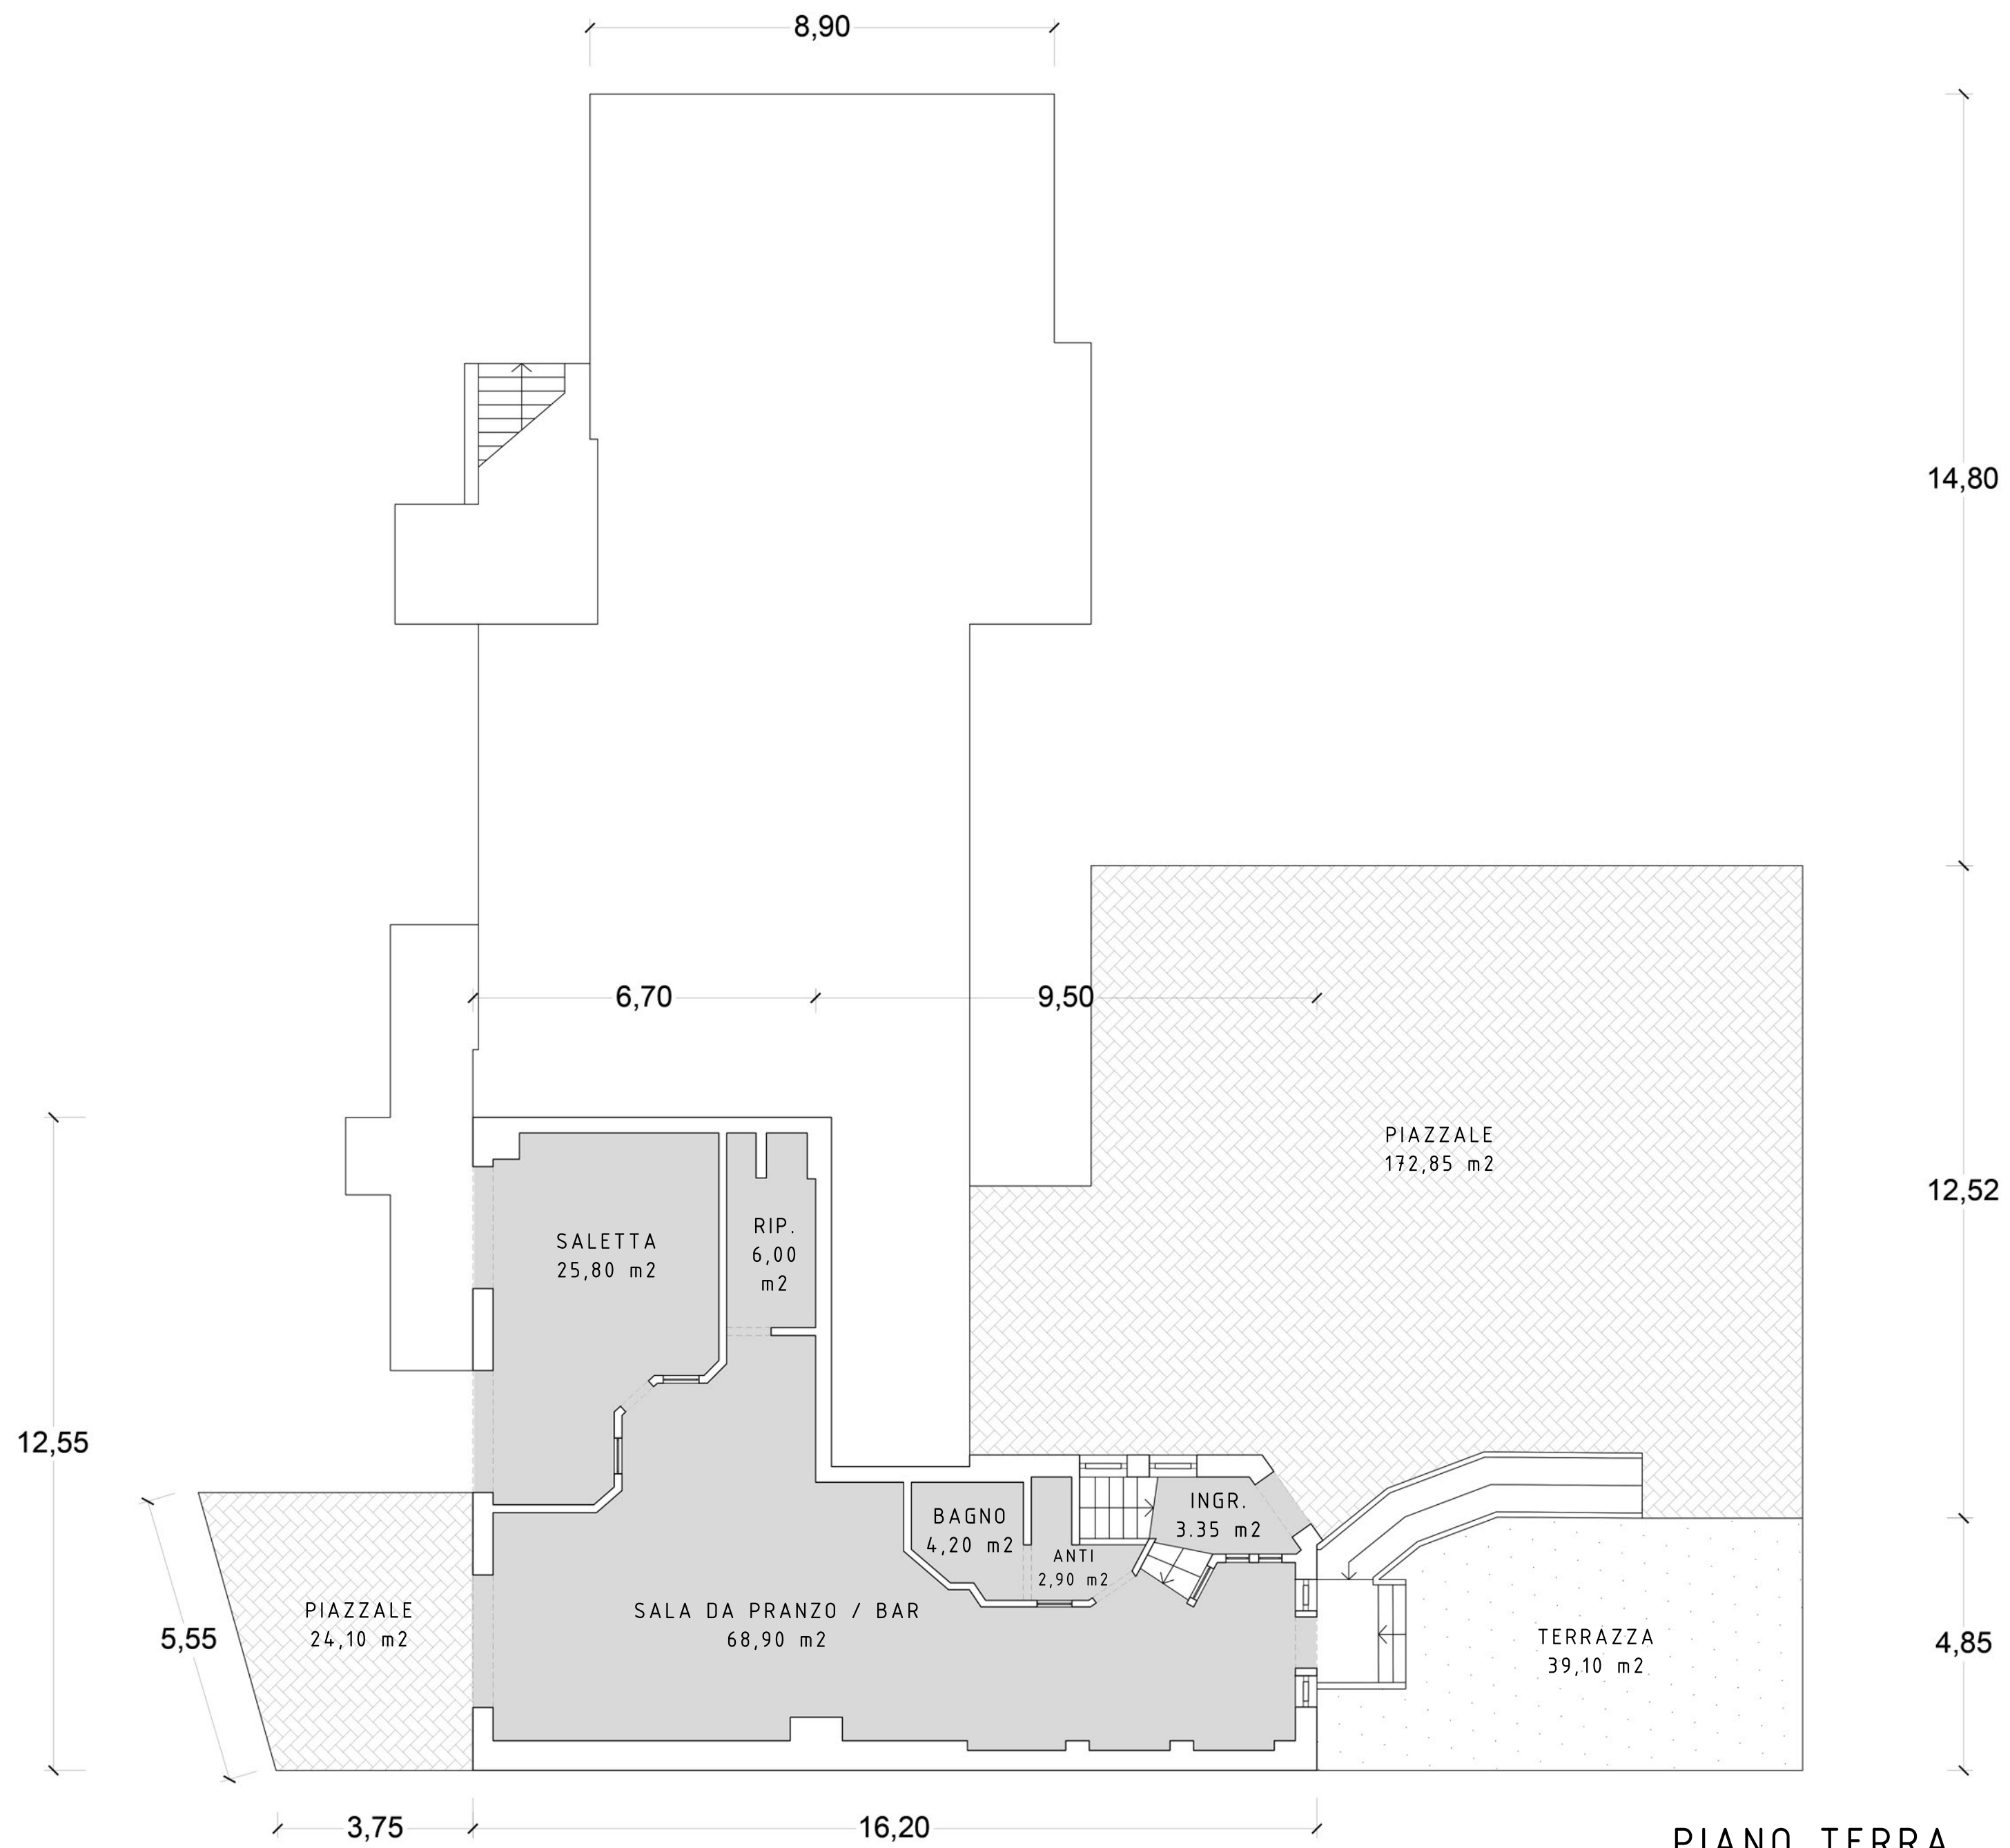 8,90
14,80
6,70
9,50
PIAZZALE
172,85 m2
12,52
SALETTA
25,80 m2
RIP.
6,00
m2
12,55
INGR.
3.35 m2
BAGNO
4,20 m2
ANTI
2,90 m2
PIAZZALE
24,10 m2
5,55
SALA DA PRANZO / BAR
68,90 m2
TERRAZZA
39,10 m2
4,85
3,75
16,20
PIANO TERRA